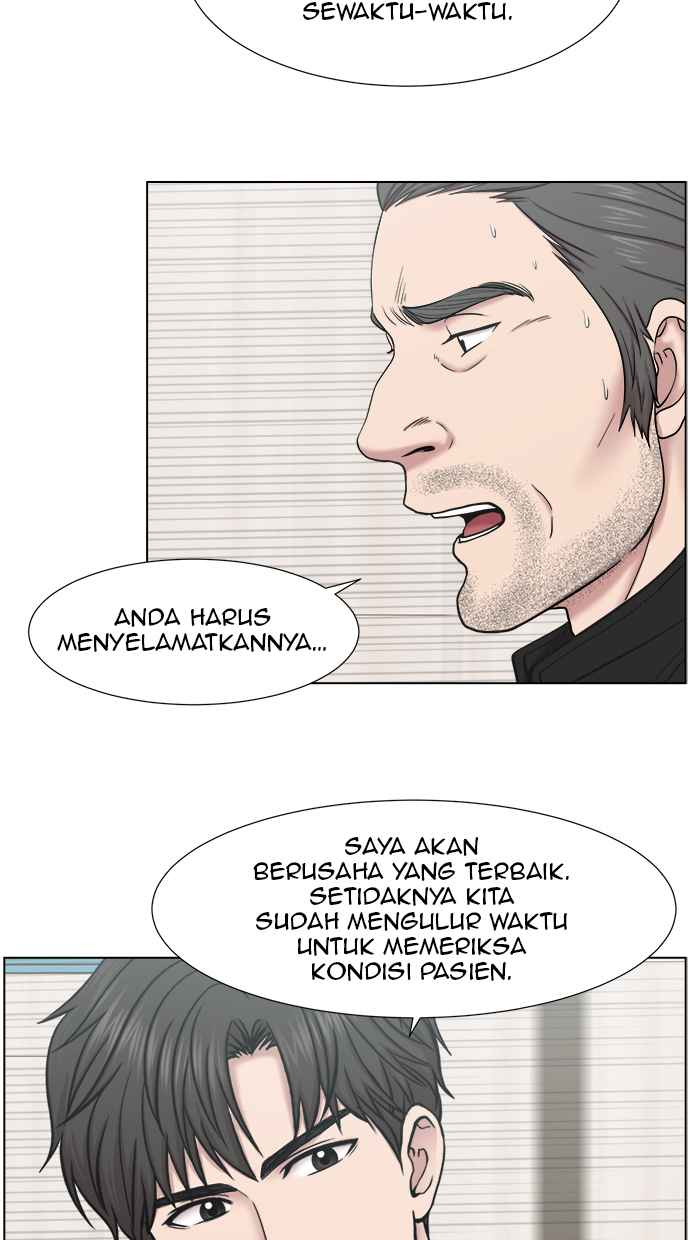 SEWAKTU-WAKTU.
ANDA HARUS
MENYELAMATKANNYA...
SAYA AKAN
BERUSAHA YANG TERBAIK.
SETIDAKNYA KITA
SUDAH MENGULUR WAKTU
UNTUK MEMERIKSA
KONDISI PASIEN.